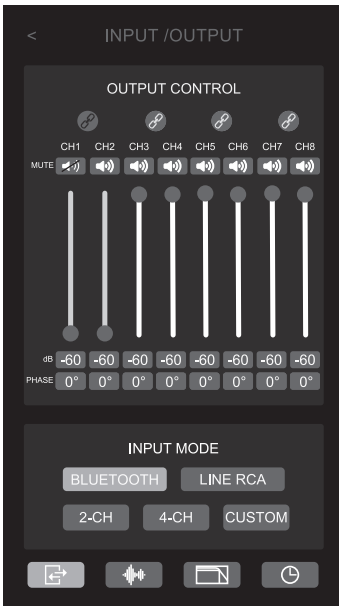 < INPUT /OUTPUT
OUTPUT CONTROL
CH1 CH2 CH3 CH4 CH5 CH6 CH7 CH8
MUTE
dB -60 -60 -60 -60 -60 -60 -60 -60
PHASE 0° 0° 0° 0° 0° 0° 0° 0°
INPUT MODE
BLUETOOTH LINE RCA
2-CH 4-CH CUSTOM